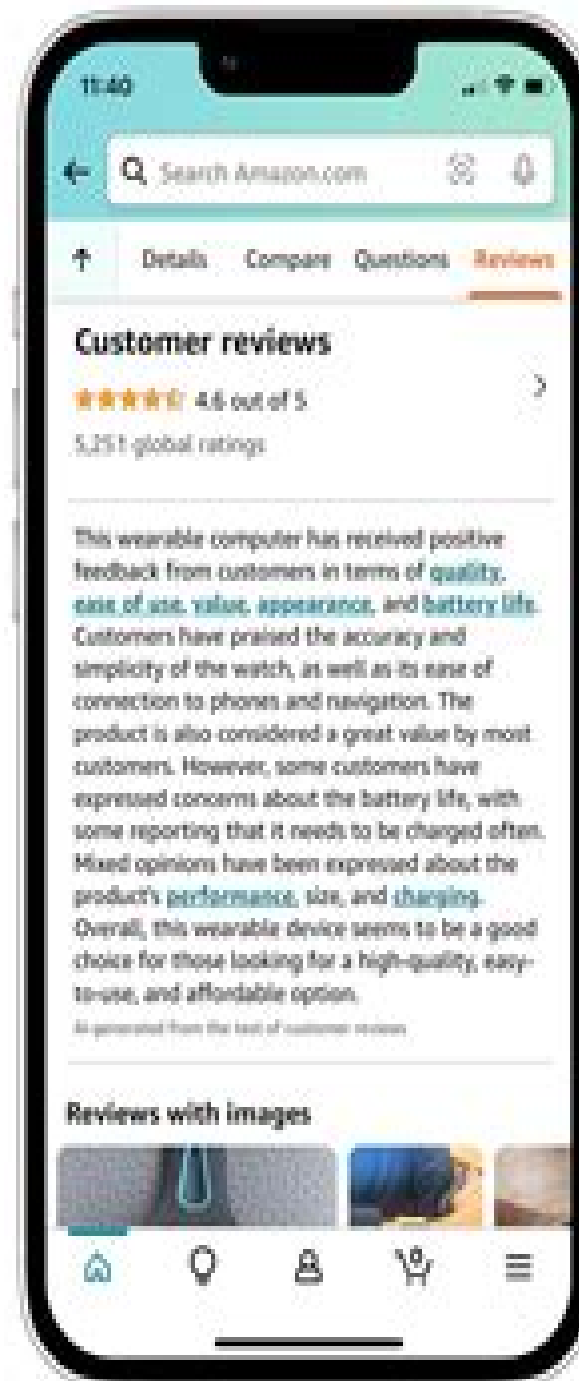 11:40
Search Amazon.com
Details Compare Questions Reviews
Customer reviews
4.6 out of 5
5,251 global ratings
This wearable computer has received positive
feedback from customers in terms of quality,
ease of use, value, appearance, and battery life.
Customers have praised the accuracy and
simplicity of the watch, as well as its ease of
connection to phones and navigation. The
product is also considered a great value by most
customers. However, some customers have
expressed concerns about the battery life, with
some reporting that it needs to be charged often.
Mixed opinions have been expressed about the
product's performance, size, and charging.
Overall, this wearable device seems to be a good
choice for those looking for a high-quality, easy-
to-use, and affordable option.
AI-generated from the text of customer reviews
Reviews with images
0